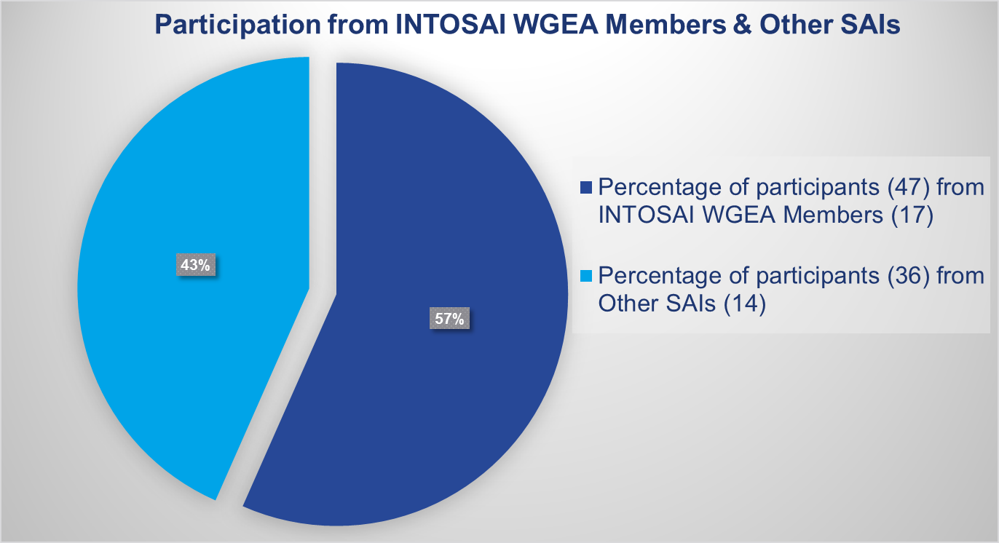 Participation from INTOSAI WGEA Members & Other SAIs
43%
57%
Percentage of participants (47) from
INTOSAI WGEA Members (17)
Percentage of participants (36) from
Other SAIs (14)